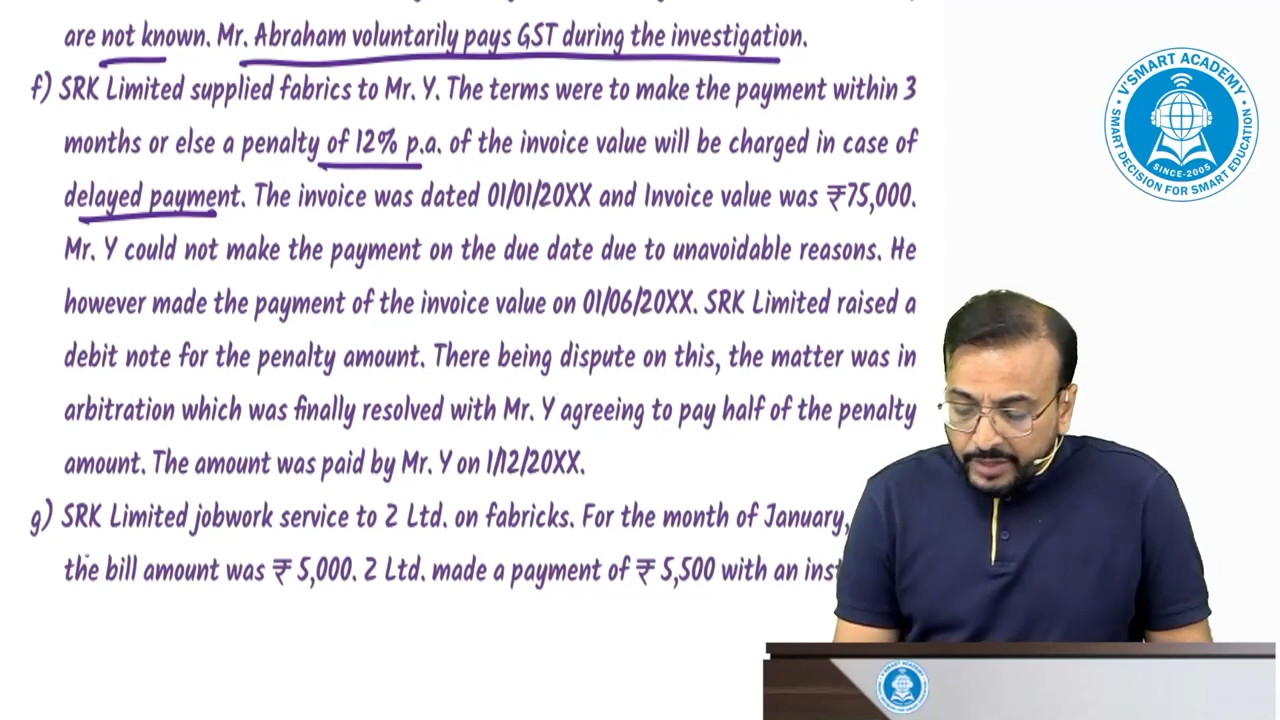 are not known. Mr. Abraham voluntarily pays GST during the investigation.
f) SRK Limited supplied fabrics to Mr. Y. The terms were to make the payment within 3
months or else a penalty of 12% p.a. of the invoice value will be charged in case of
delayed payment. The invoice was dated 01/01/20XX and Invoice value was ₹75,000.
Mr. Y could not make the payment on the due date due to unavoidable reasons. He
however made the payment of the invoice value on 01/06/20XX. SRK Limited raised a
debit note for the penalty amount. There being dispute on this, the matter was in
arbitration which was finally resolved with Mr. Y agreeing to pay half of the penalty
amount. The amount was paid by Mr. Y on 1/12/20XX.
g) SRK Limited jobwork service to 2 Ltd. on fabricks. For the month of January,
the bill amount was ₹ 5,000. 2 Ltd. made a payment of ₹ 5,500 with an
V'SMART ACADEMY
SINCE-2005
SMART DECISION FOR SMART EDUCATION